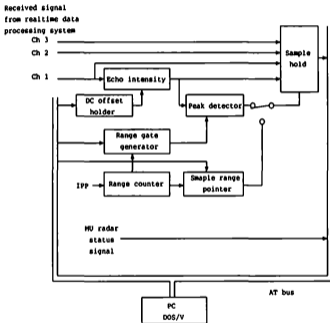 Received signal
from realtime data
processing system
Ch 3
Ch 2
Ch 1
Sample
hold
Echo intensity
DC offset
holder
Peak detector
Range gate
generator
IPP
Range counter
Smaple range
pointer
MU radar
status
signal
AT bus
PC
DOS/V